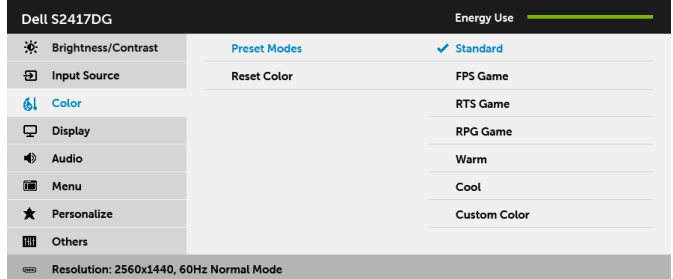 Dell S2417DG Energy Use
Brightness/Contrast Preset Modes Standard
Input Source Reset Color FPS Game
Color RTS Game
Display RPG Game
Audio Warm
Menu Cool
Personalize Custom Color
Others
Resolution: 2560x1440, 60Hz Normal Mode